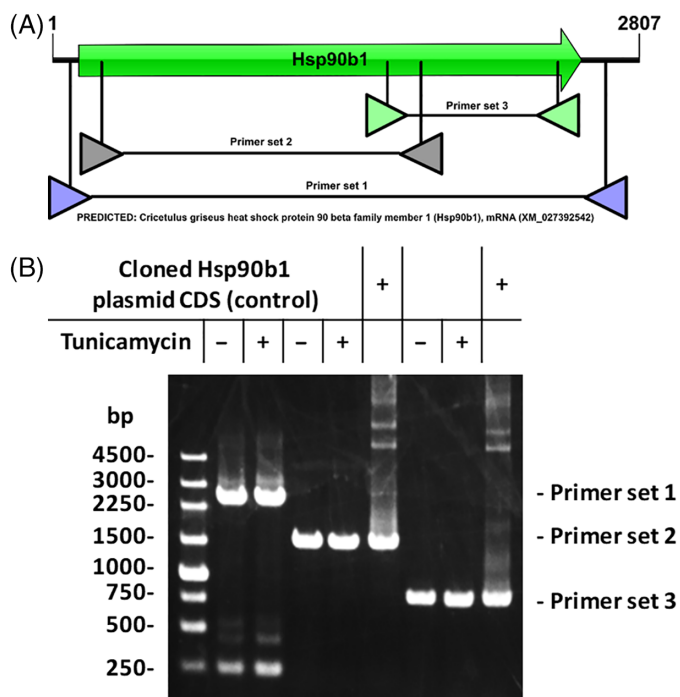 (A)
1
2807
Hsp90b1
Primer set 3
Primer set 2
Primer set 1
PREDICTED: Cricetulus griseus heat shock protein 90 beta family member 1 (Hsp90b1), mRNA (XM_027392542)
(B)
Cloned Hsp90b1
plasmid CDS (control)
+
+
Tunicamycin
–
+
–
+
–
+
bp
4500-
3000-
2250-
1500-
1000-
750-
500-
250-
- Primer set 1
- Primer set 2
- Primer set 3